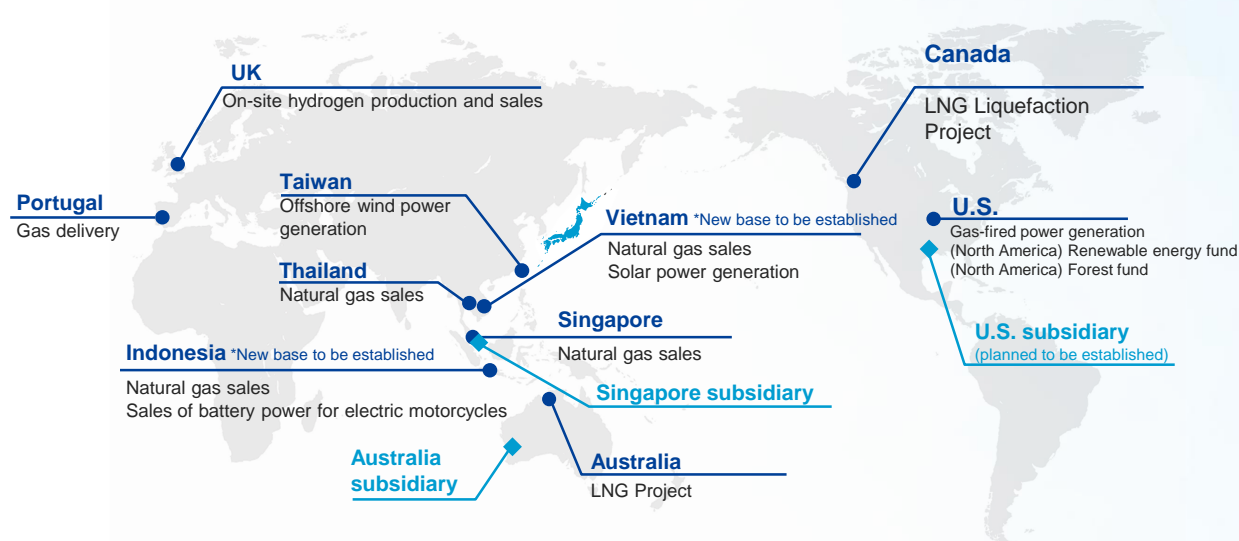 UK
On-site hydrogen production and sales
Canada
LNG Liquefaction
Project
Portugal
Gas delivery
Taiwan
Offshore wind power
generation
Vietnam *New base to be established
Natural gas sales
Solar power generation
U.S.
Gas-fired power generation
(North America) Renewable energy fund
(North America) Forest fund
Thailand
Natural gas sales
Singapore
Natural gas sales
U.S. subsidiary
(planned to be established)
Indonesia *New base to be established
Natural gas sales
Sales of battery power for electric motorcycles
Singapore subsidiary
Australia
subsidiary
Australia
LNG Project